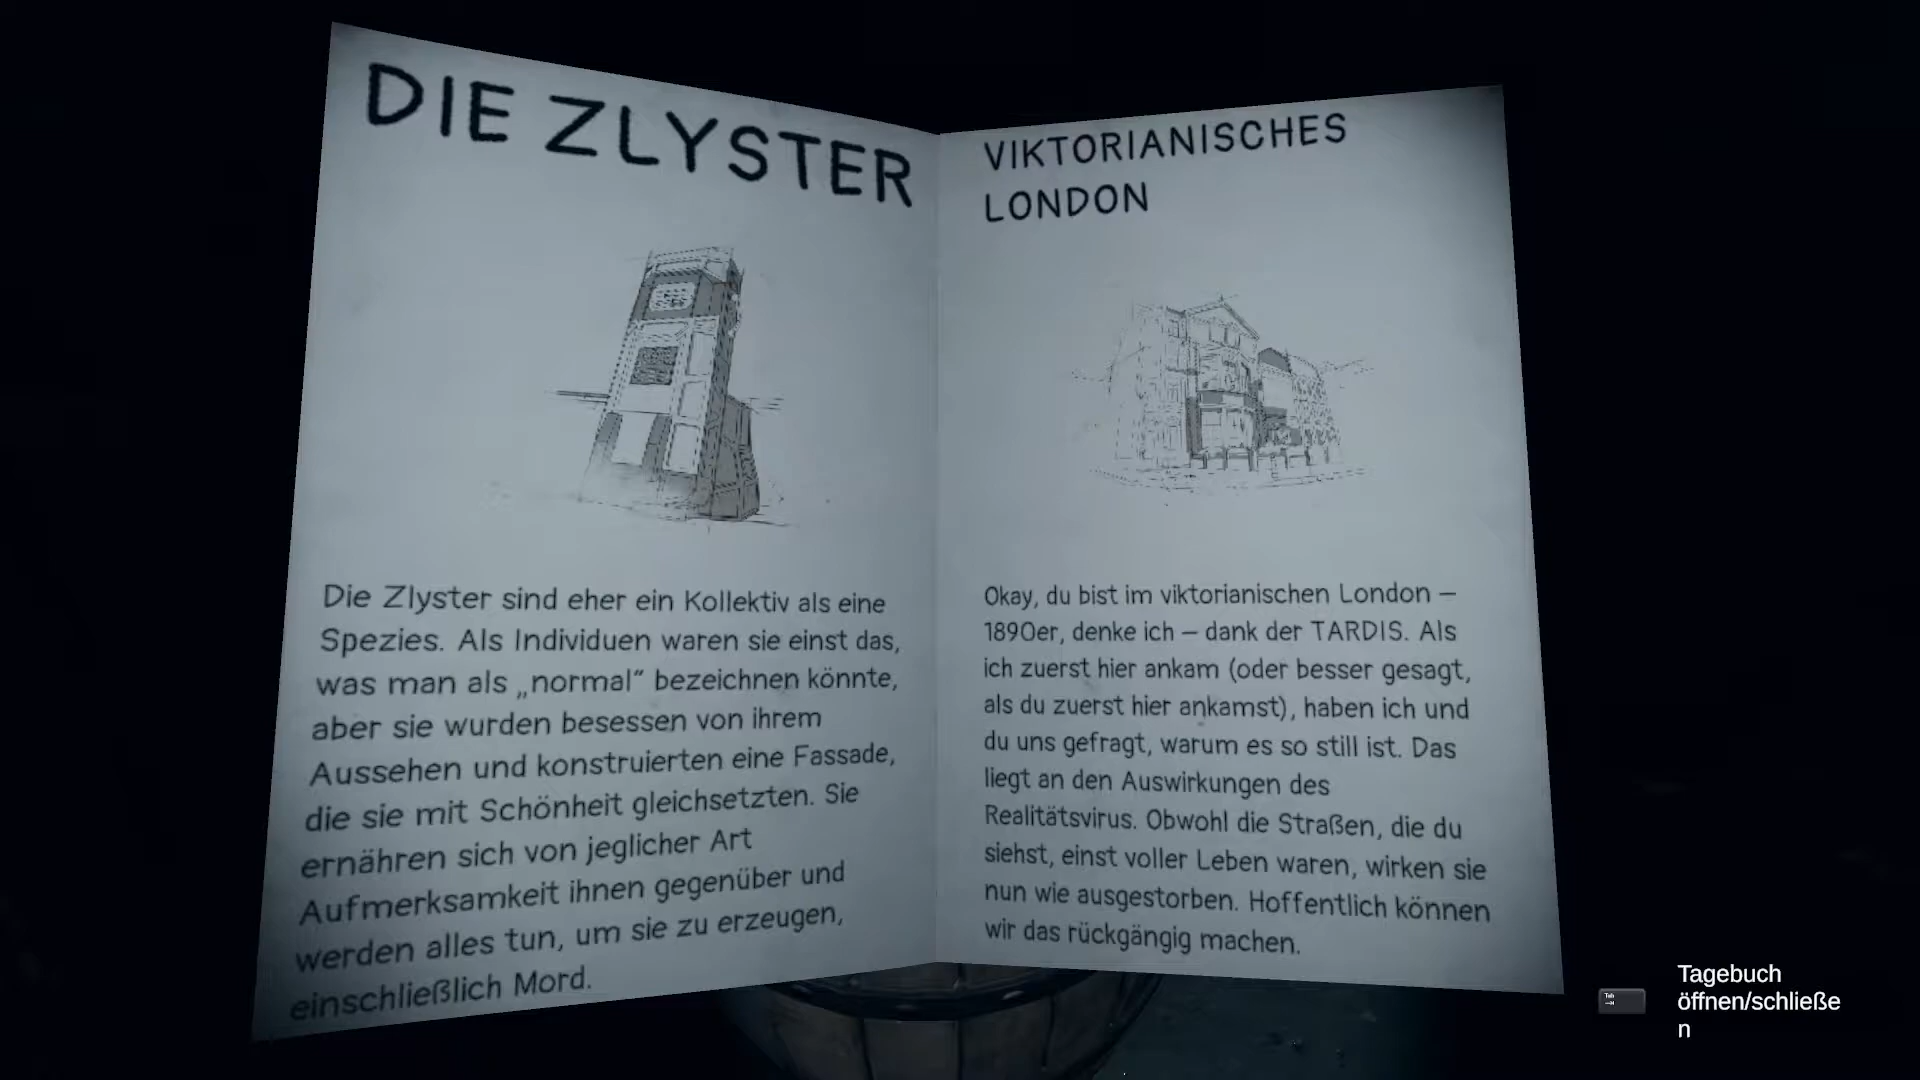 DIE ZLYSTER
Die Zlyster sind eher ein Kollektiv als eine
Spezies. Als Individuen waren sie einst das,
was man als „normal“ bezeichnen könnte,
aber sie wurden besessen von ihrem
Aussehen und konstruierten eine Fassade,
die sie mit Schönheit gleichsetzten. Sie
ernähren sich von jeglicher Art
Aufmerksamkeit ihnen gegenüber und
werden alles tun, um sie zu erzeugen,
einschließlich Mord.
VIKTORIANISCHES
LONDON
Okay, du bist im viktorianischen London –
1890er, denke ich – dank der TARDIS. Als
ich zuerst hier ankam (oder besser gesagt,
als du zuerst hier ankamst), haben ich und
du uns gefragt, warum es so still ist. Das
liegt an den Auswirkungen des
Realitätsvirus. Obwohl die Straßen, die du
siehst, einst voller Leben waren, wirken sie
nun wie ausgestorben. Hoffentlich können
wir das rückgängig machen.
Tab
Tagebuch
öffnen/schließe
n